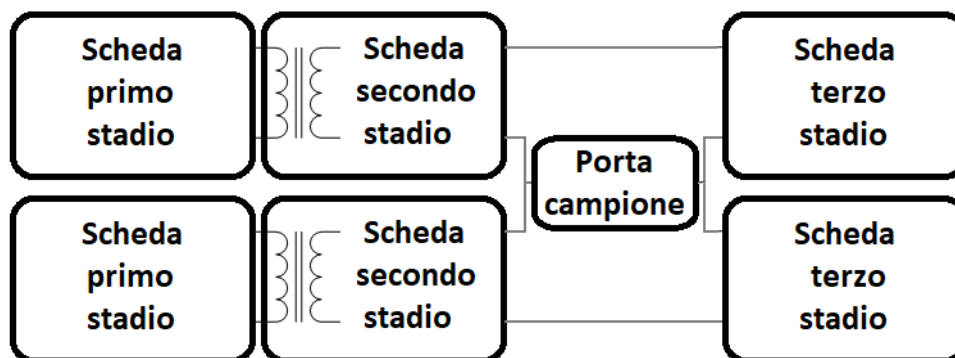 Scheda
primo
stadio
Scheda
secondo
stadio
Scheda
terzo
stadio
Porta
campione
Scheda
primo
stadio
Scheda
secondo
stadio
Scheda
terzo
stadio